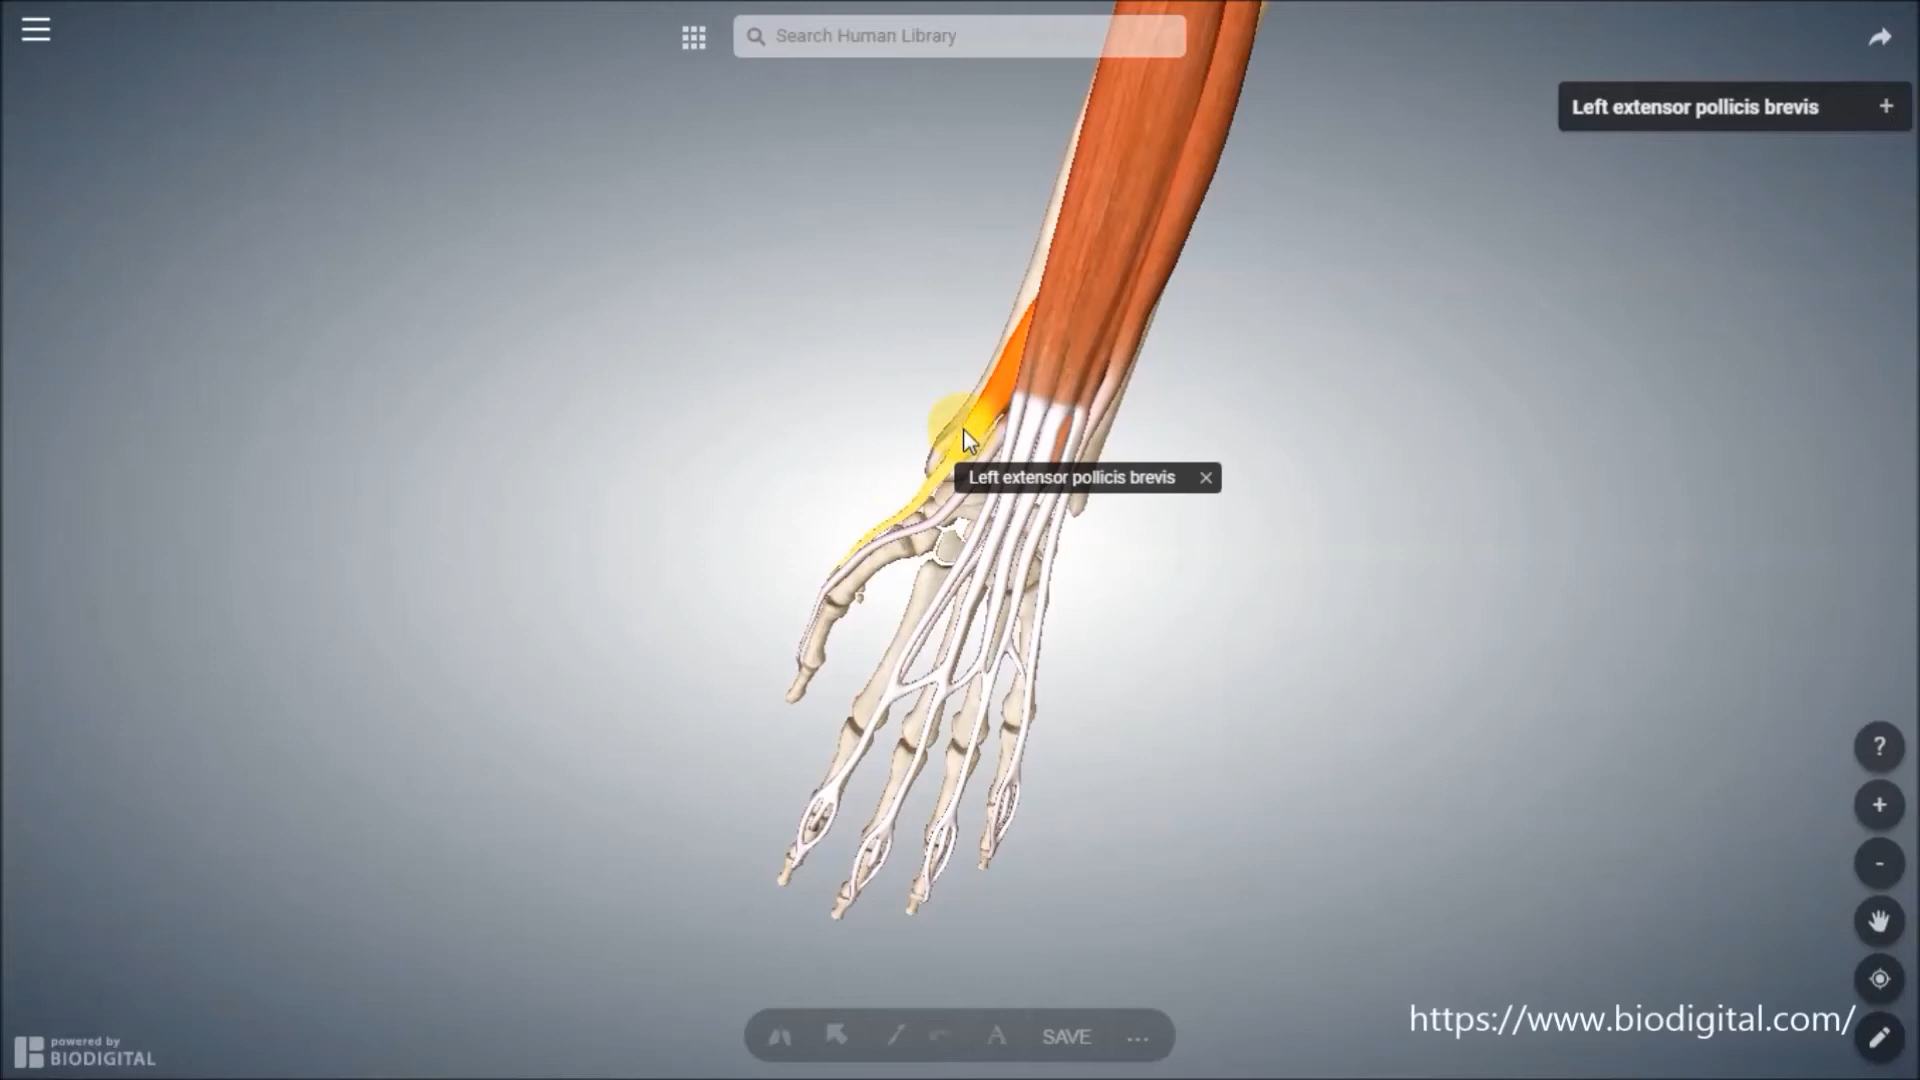 Search Human Library
Left extensor pollicis brevis +
Left extensor pollicis brevis ×
?
+
-
A SAVE ...
https://www.biodigital.com/
powered by
BIODIGITAL